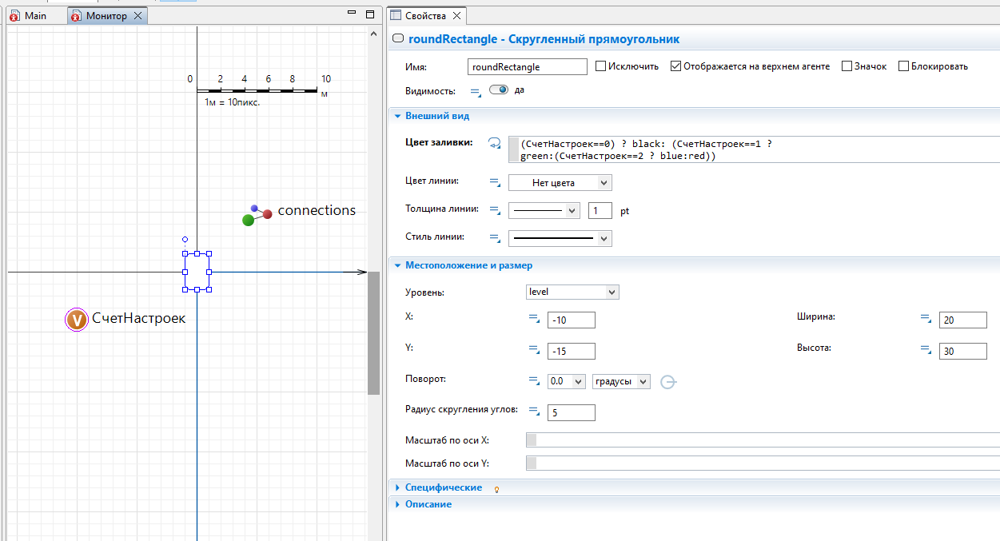 Main
Монитор
0 2 4 6 8 10
м
1м = 10пикс.
connections
V СчетНастроек
Свойства
roundRectangle - Скругленный прямоугольник
Имя: roundRectangle Исключить Отображается на верхнем агенте Значок Блокировать
Видимость: да
Внешний вид
Цвет заливки: (СчетНастроек==0) ? black: (СчетНастроек==1 ?
green:(СчетНастроек==2 ? blue:red))
Цвет линии: Нет цвета
Толщина линии: 1 pt
Стиль линии:
Местоположение и размер
Уровень: level
X: -10 Ширина: 20
Y: -15 Высота: 30
Поворот: 0.0 градусы
Радиус скругления углов: 5
Масштаб по оси X:
Масштаб по оси Y:
Специфические
Описание